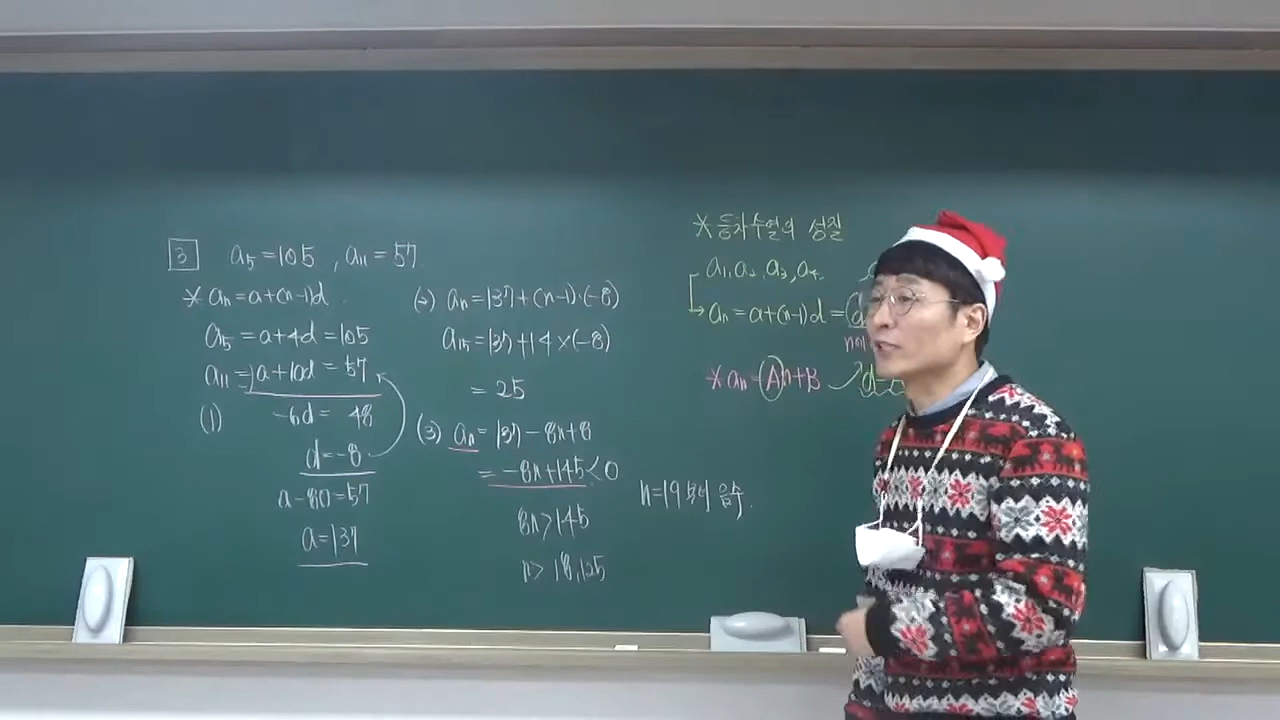 3 a₅=105 , a₁₁=57
* aₙ=a+(n-1)d
a₅=a+4d=105
a₁₁=a+10d=57
(1) -6d=48
d=-8
a-80=57
a=137
(2) aₙ=137+(n-1)·(-8)
a₁₅=137+14×(-8)
=25
(3) aₙ=137-8n+8
=-8n+145<0
8n>145
n>18.125
n=19부터 음수.
* 등차수열의 성질
a₁,a₂,a₃,a₄,
aₙ=a+(n-1)d=
* aₙ=An+B